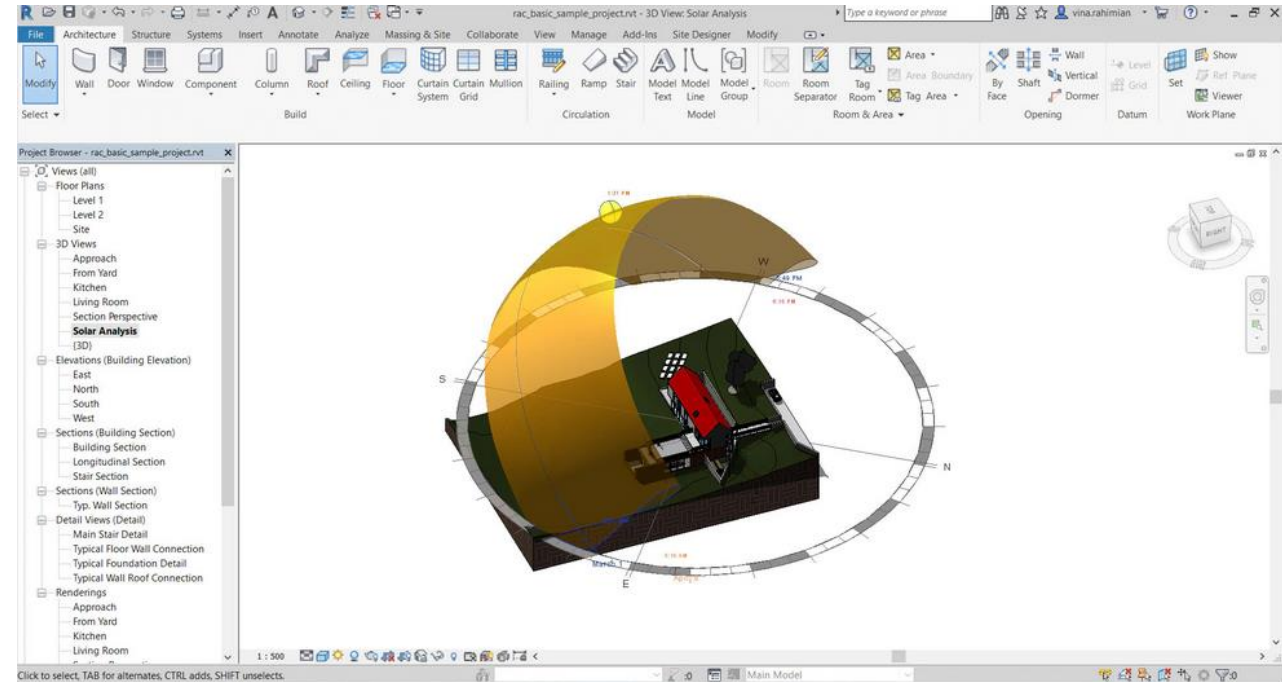 rac_basic_sample_project.rvt - 3D View: Solar Analysis
Type a keyword or phrase
vina.rahimian
File Architecture Structure Systems Insert Annotate Analyze Massing & Site Collaborate View Manage Add-Ins Site Designer Modify
Modify
Wall
Door
Window
Component
Column
Roof
Ceiling
Floor
Curtain System
Curtain Grid
Mullion
Railing
Ramp
Stair
Model Text
Model Line
Model Group
Room
Room Separator
Tag Room
Area
Area Boundary
Tag Area
By Face
Shaft
Wall
Vertical
Dormer
Level
Grid
Set
Show
Ref Plane
Viewer
Select
Build
Circulation
Model
Room & Area
Opening
Datum
Work Plane
Project Browser - rac_basic_sample_project.rvt
Views (all)
Floor Plans
Level 1
Level 2
Site
3D Views
Approach
From Yard
Kitchen
Living Room
Section Perspective
Solar Analysis
{3D}
Elevations (Building Elevation)
East
North
South
West
Sections (Building Section)
Building Section
Longitudinal Section
Stair Section
Sections (Wall Section)
Typ. Wall Section
Detail Views (Detail)
Main Stair Detail
Typical Floor Wall Connection
Typical Foundation Detail
Typical Wall Roof Connection
Renderings
Approach
From Yard
Kitchen
Living Room
W
S
N
E
RIGHT
1 : 500
Click to select, TAB for alternates, CTRL adds, SHIFT unselects.
:0
Main Model
:0